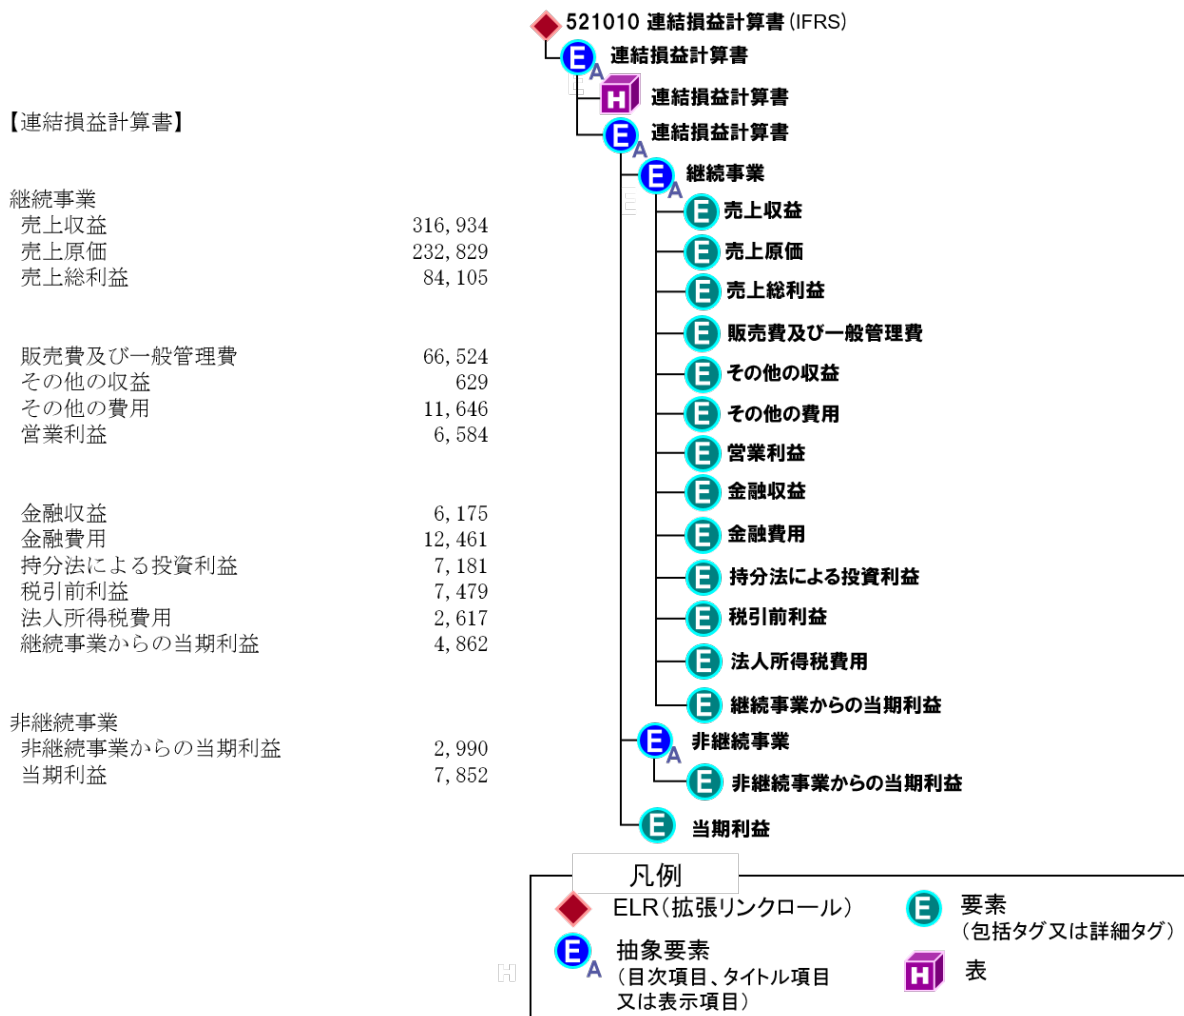 【連結損益計算書】
継続事業
売上収益 316,934
売上原価 232,829
売上総利益 84,105
販売費及び一般管理費 66,524
その他の収益 629
その他の費用 11,646
営業利益 6,584
金融収益 6,175
金融費用 12,461
持分法による投資利益 7,181
税引前利益 7,479
法人所得税費用 2,617
継続事業からの当期利益 4,862
非継続事業
非継続事業からの当期利益 2,990
当期利益 7,852
521010 連結損益計算書(IFRS)
E A 連結損益計算書
H 連結損益計算書
E A 連結損益計算書
E A 継続事業
E 売上収益
E 売上原価
E 売上総利益
E 販売費及び一般管理費
E その他の収益
E その他の費用
E 営業利益
E 金融収益
E 金融費用
E 持分法による投資利益
E 税引前利益
E 法人所得税費用
E 継続事業からの当期利益
E A 非継続事業
E 非継続事業からの当期利益
E 当期利益
凡例
ELR(拡張リンクロール)
E A 抽象要素
(目次項目、タイトル項目
又は表示項目)
E 要素
(包括タグ又は詳細タグ)
H 表